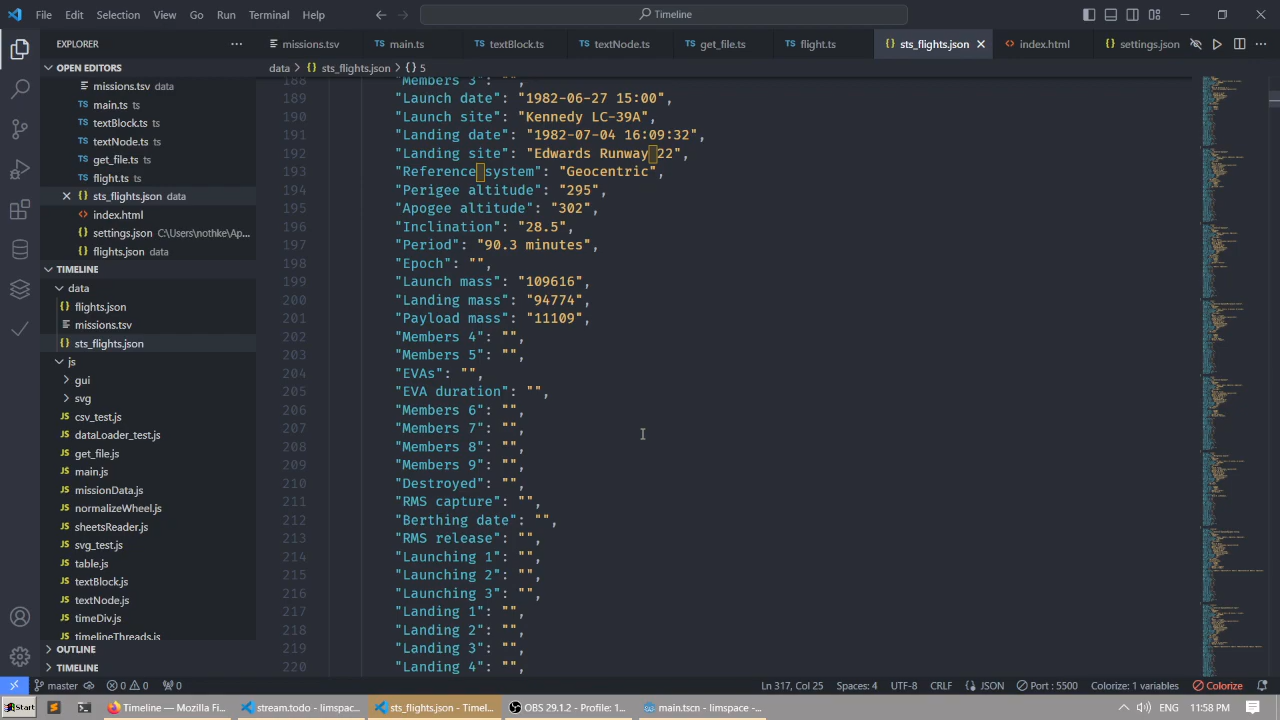 File Edit Selection View Go Run Terminal Help
Timeline
EXPLORER
missions.tsv main.ts textBlock.ts textNode.ts get_file.ts flight.ts sts_flights.json index.html settings.json
OPEN EDITORS
missions.tsv data
main.ts ts
textBlock.ts ts
textNode.ts ts
get_file.ts ts
flight.ts ts
sts_flights.json data
index.html
settings.json C:\Users\nothke\Ap...
flights.json data
TIMELINE
data
flights.json
missions.tsv
sts_flights.json
js
gui
svg
csv_test.js
dataLoader_test.js
get_file.js
main.js
missionData.js
normalizeWheel.js
sheetsReader.js
svg_test.js
table.js
textBlock.js
textNode.js
timeDiv.js
timelineThreads.js
OUTLINE
TIMELINE
data > sts_flights.json > {} 5
188 "Members 3": "",
189 "Launch date": "1982-06-27 15:00",
190 "Launch site": "Kennedy LC-39A",
191 "Landing date": "1982-07-04 16:09:32",
192 "Landing site": "Edwards Runway 22",
193 "Reference system": "Geocentric",
194 "Perigee altitude": "295",
195 "Apogee altitude": "302",
196 "Inclination": "28.5",
197 "Period": "90.3 minutes",
198 "Epoch": "",
199 "Launch mass": "109616",
200 "Landing mass": "94774",
201 "Payload mass": "11109",
202 "Members 4": "",
203 "Members 5": "",
204 "EVAs": "",
205 "EVA duration": "",
206 "Members 6": "",
207 "Members 7": "",
208 "Members 8": "",
209 "Members 9": "",
210 "Destroyed": "",
211 "RMS capture": "",
212 "Berthing date": "",
213 "RMS release": "",
214 "Launching 1": "",
215 "Launching 2": "",
216 "Launching 3": "",
217 "Landing 1": "",
218 "Landing 2": "",
219 "Landing 3": "",
220 "Landing 4": "",
master 0 0 0 Ln 317, Col 25 Spaces: 4 UTF-8 CRLF {} JSON Port : 5500 Colorize: 1 variables Colorize
Start Timeline — Mozilla Fi... stream.todo - limspac... sts_flights.json - Timel... OBS 29.1.2 - Profile: 1... main.tscn - limspace -... ENG 11:58 PM